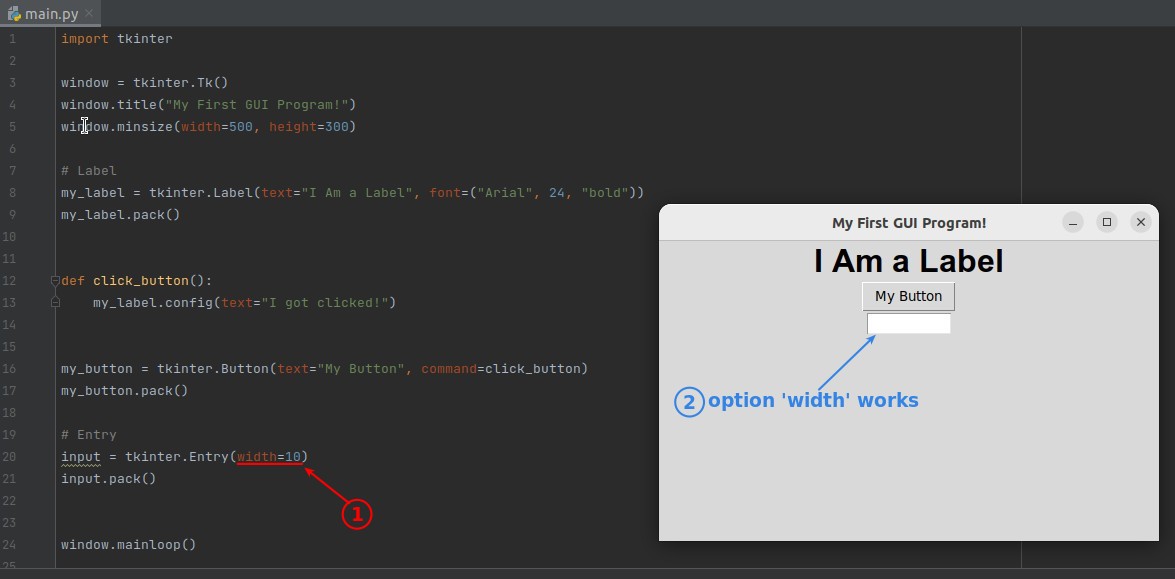 main.py
1 import tkinter
2
3 window = tkinter.Tk()
4 window.title("My First GUI Program!")
5 window.minsize(width=500, height=300)
6
7 # Label
8 my_label = tkinter.Label(text="I Am a Label", font=("Arial", 24, "bold"))
9 my_label.pack()
10
11
12 def click_button():
13     my_label.config(text="I got clicked!")
14
15
16 my_button = tkinter.Button(text="My Button", command=click_button)
17 my_button.pack()
18
19 # Entry
20 input = tkinter.Entry(width=10)
21 input.pack()
22
23
24 window.mainloop()
25
1
My First GUI Program!
I Am a Label
My Button
2 option 'width' works